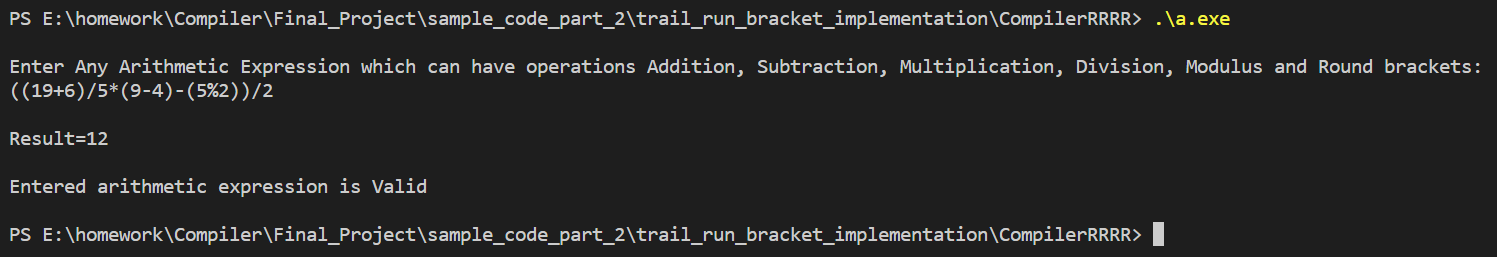 PS E:\homework\Compiler\Final_Project\sample_code_part_2\trail_run_bracket_implementation\CompilerRRRR> .\a.exe
Enter Any Arithmetic Expression which can have operations Addition, Subtraction, Multiplication, Division, Modulus and Round brackets:
((19+6)/5*(9-4)-(5%2))/2
Result=12
Entered arithmetic expression is Valid
PS E:\homework\Compiler\Final_Project\sample_code_part_2\trail_run_bracket_implementation\CompilerRRRR>